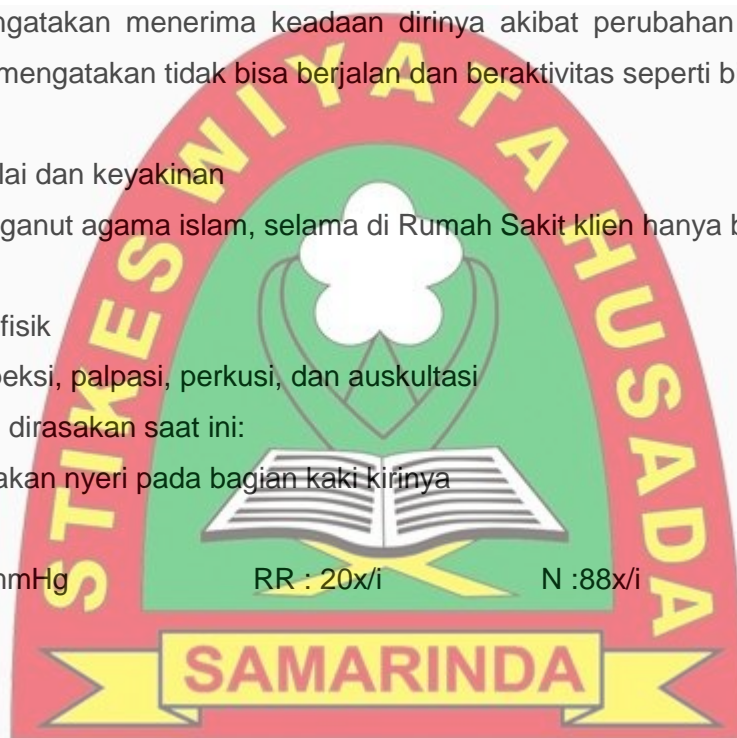 ngatakan menerima keadaan dirinya akibat perubahan
mengatakan tidak bisa berjalan dan beraktivitas seperti b
lai dan keyakinan
ganut agama islam, selama di Rumah Sakit klien hanya b
fisik
peksi, palpasi, perkusi, dan auskultasi
dirasakan saat ini:
akan nyeri pada bagian kaki kirinya
mHg RR : 20x/i N :88x/i
STIKES WIYATA HUSADA
SAMARINDA